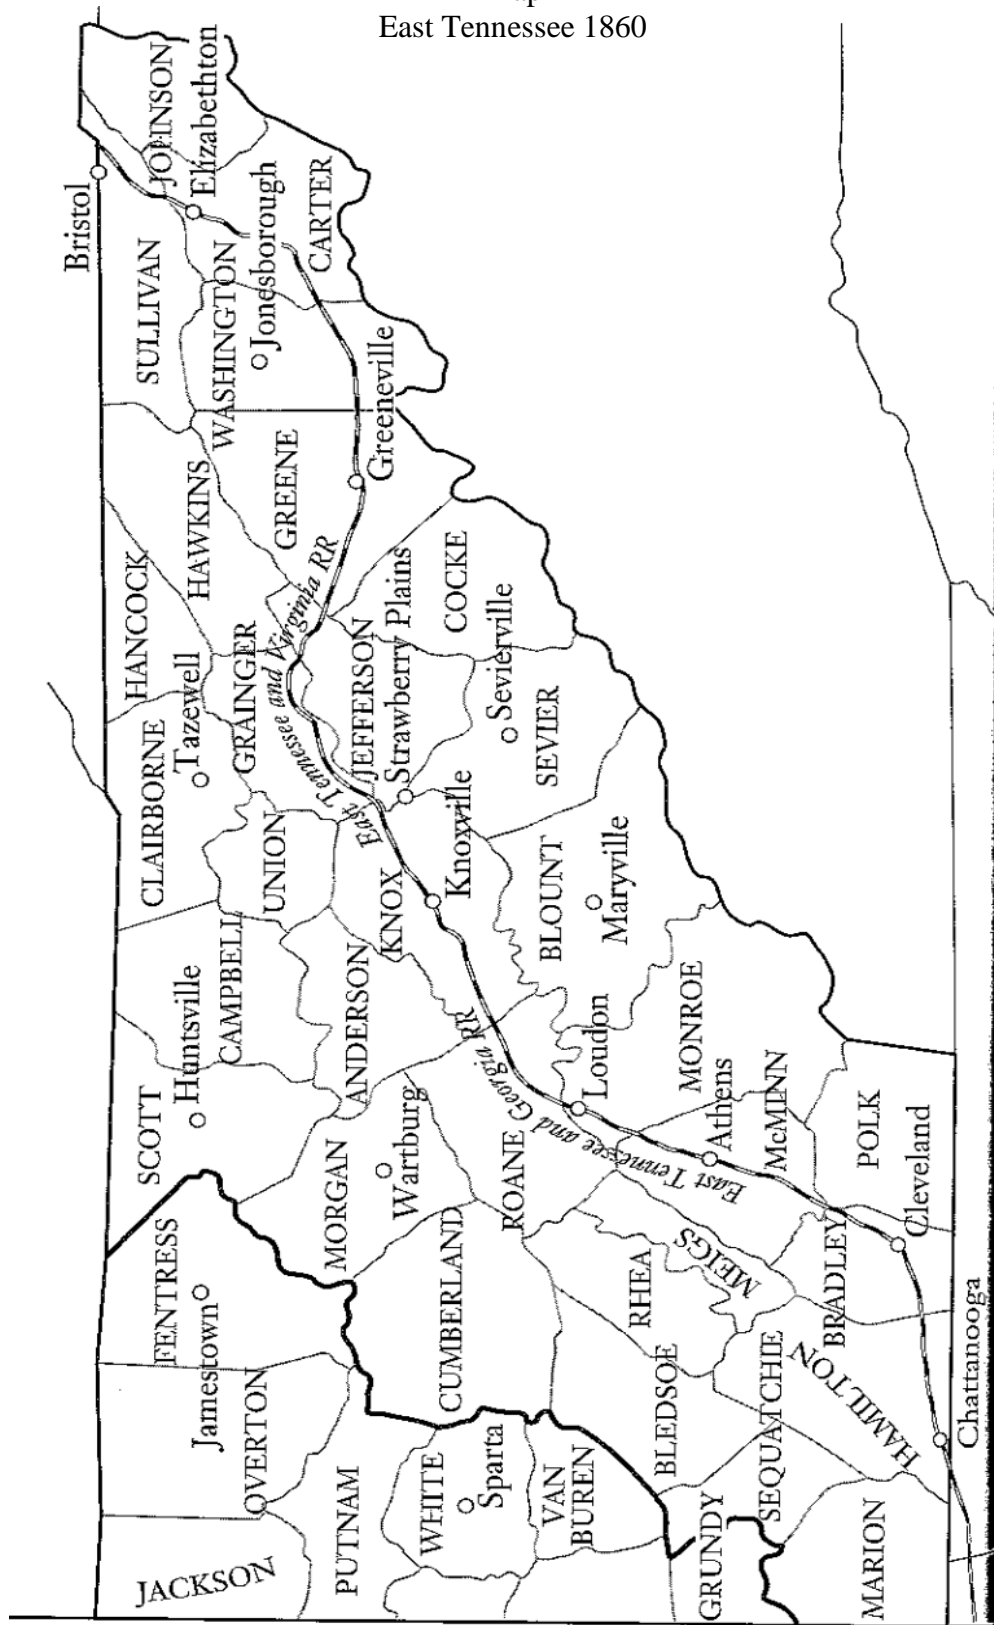 East Tennessee 1860
Bristol
JOHNSON
Elizabethton
SULLIVAN
WASHINGTON
Jonesborough
CARTER
HANCOCK
HAWKINS
GREENE
Greeneville
CLAIRBORNE
Tazewell
GRAINGER
East Tennessee and Virginia RR
JEFFERSON
Strawberry Plains
COCKE
Sevierville
SEVIER
UNION
KNOX
Knoxville
BLOUNT
Maryville
SCOTT
Huntsville
CAMPBELL
ANDERSON
East Tennessee and Georgia RR
Loudon
MONROE
MORGAN
Wartburg
ROANE
Athens
McMINN
POLK
FENTRESS
Jamestown
CUMBERLAND
RHEA
MEIGS
BRADLEY
Cleveland
OVERTON
BLEDSOE
SEQUATCHIE
HAMILTON
Chattanooga
JACKSON
PUTNAM
WHITE
Sparta
VAN
BUREN
GRUNDY
MARION